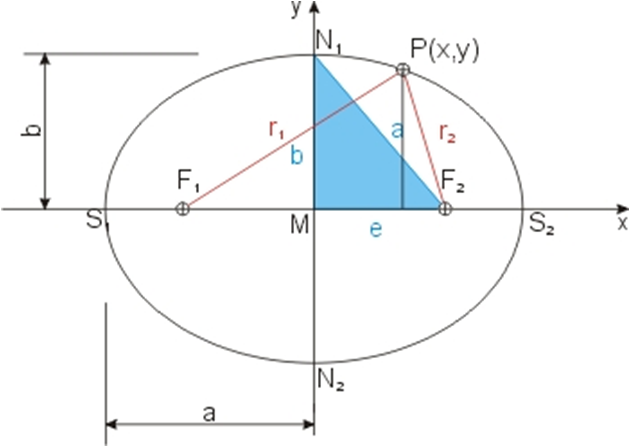 y
N₁
P(x,y)
b
r₁
a
r₂
b
F₁
F₂
S₁
M
e
S₂
x
N₂
a